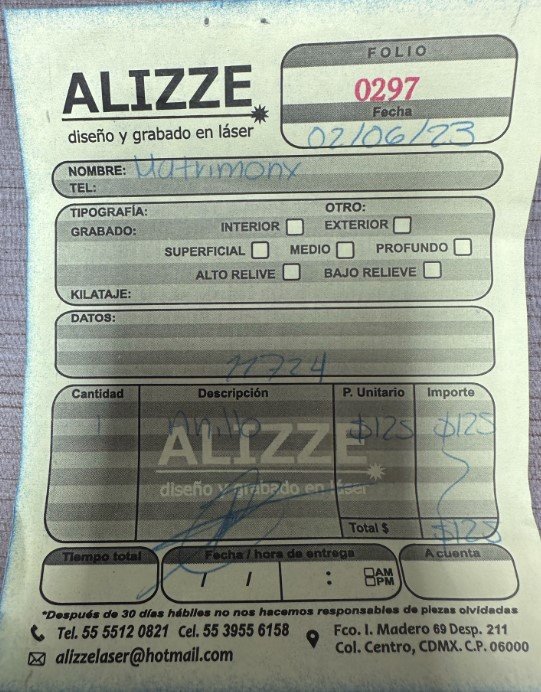 FOLIO
ALIZZE
0297
diseño y grabado en láser
Fecha
02/06/23
NOMBRE: Matrimonx
TEL:
TIPOGRAFÍA: OTRO:
GRABADO: INTERIOR EXTERIOR
SUPERFICIAL MEDIO PROFUNDO
ALTO RELIVE BAJO RELIEVE
KILATAJE:
DATOS:
11724
Cantidad Descripción P. Unitario Importe
1 Anillo $125 $125
ALIZZE
diseño y grabado en láser
Total $ $125
Tiempo total Fecha / hora de entrega A cuenta
/ / : AM
PM
*Después de 30 días hábiles no nos hacemos responsables de piezas olvidadas
Tel. 55 5512 0821 Cel. 55 3955 6158 Fco. I. Madero 69 Desp. 211
alizzelaser@hotmail.com Col. Centro, CDMX. C.P. 06000